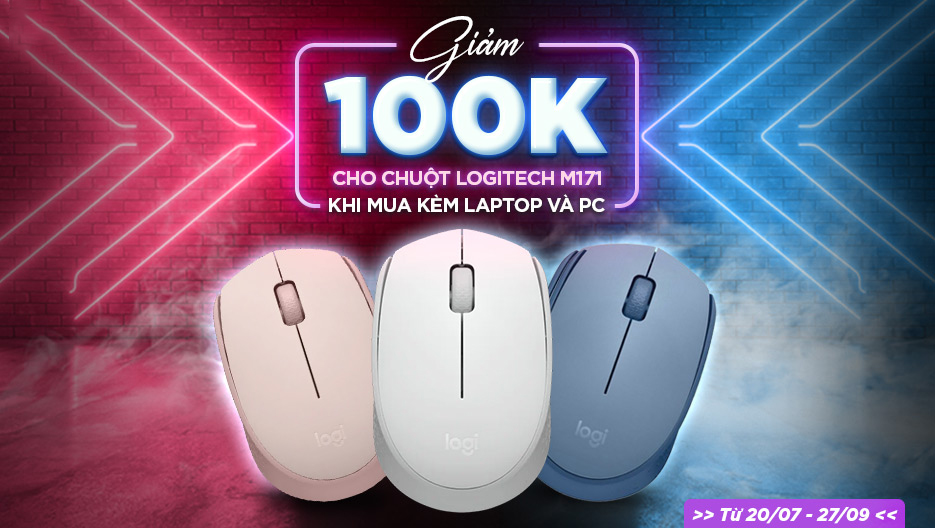 Giảm
100K
CHO CHUỘT LOGITECH M171
KHI MUA KÈM LAPTOP VÀ PC
logi
logi
logi
>> Từ 20/07 - 27/09 <<